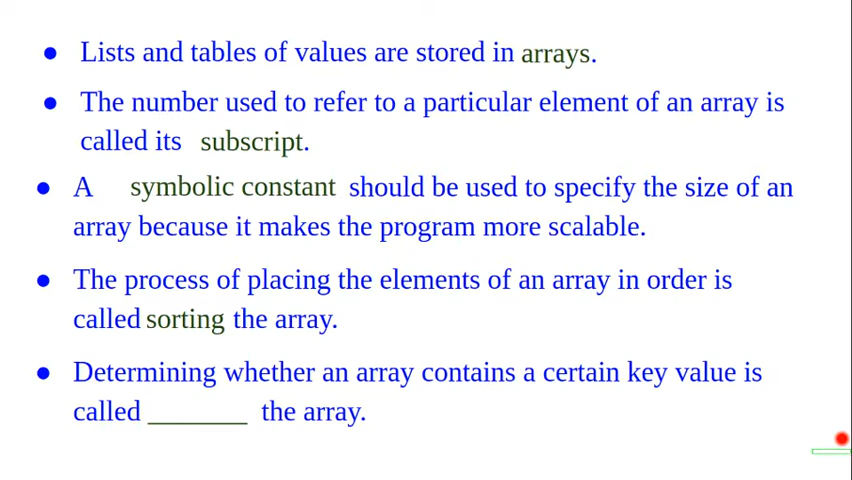 ● Lists and tables of values are stored in arrays.
● The number used to refer to a particular element of an array is
called its subscript.
● A symbolic constant should be used to specify the size of an
array because it makes the program more scalable.
● The process of placing the elements of an array in order is
called sorting the array.
● Determining whether an array contains a certain key value is
called _______ the array.